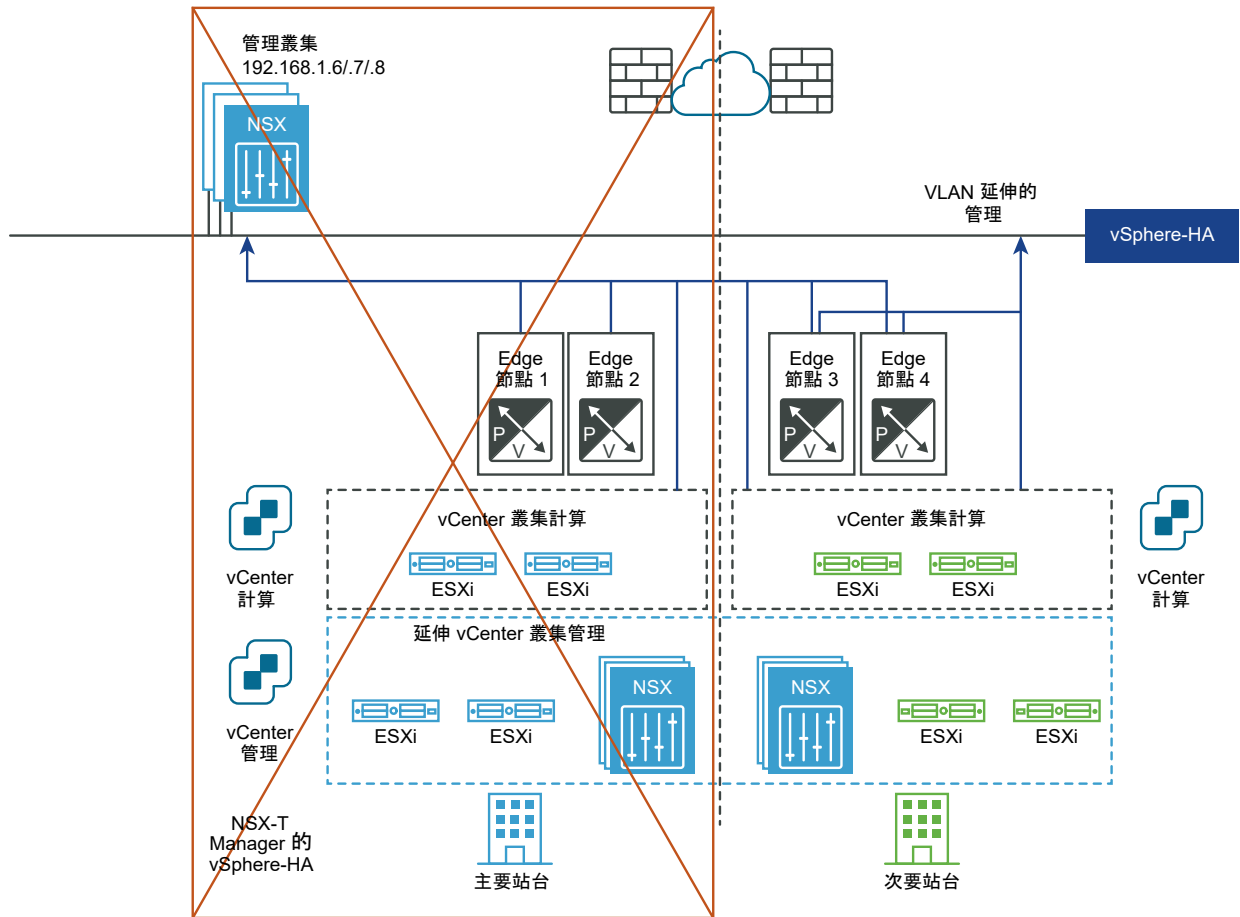 管理叢集
192.168.1.6/.7/.8
NSX
VLAN 延伸的
管理
vSphere-HA
Edge
節點 1
P
V
Edge
節點 2
P
V
Edge
節點 3
P
V
Edge
節點 4
P
V
vCenter
計算
vCenter 叢集計算
ESXi
ESXi
vCenter 叢集計算
ESXi
ESXi
vCenter
計算
延伸 vCenter 叢集管理
vCenter
管理
ESXi
ESXi
NSX
NSX
ESXi
ESXi
NSX-T
Manager 的
vSphere-HA
主要站台
次要站台